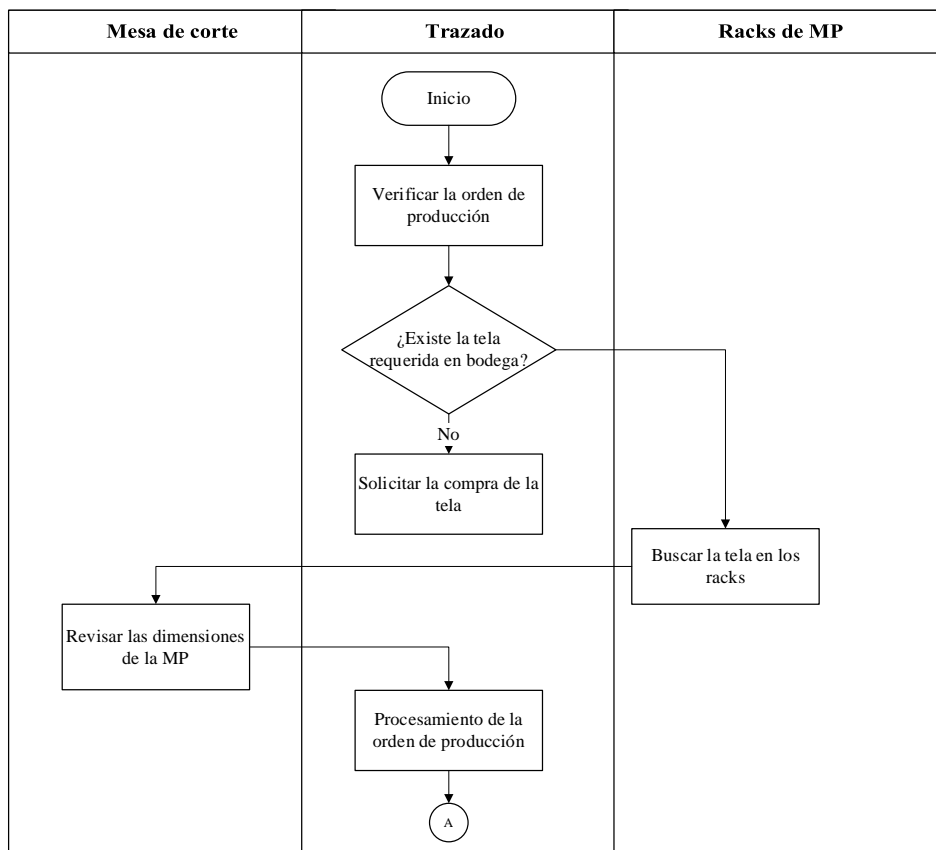 Mesa de corte
Trazado
Racks de MP
Inicio
Verificar la orden de
producción
¿Existe la tela
requerida en bodega?
No
Solicitar la compra de la
tela
Buscar la tela en los
racks
Revisar las dimensiones
de la MP
Procesamiento de la
orden de producción
A